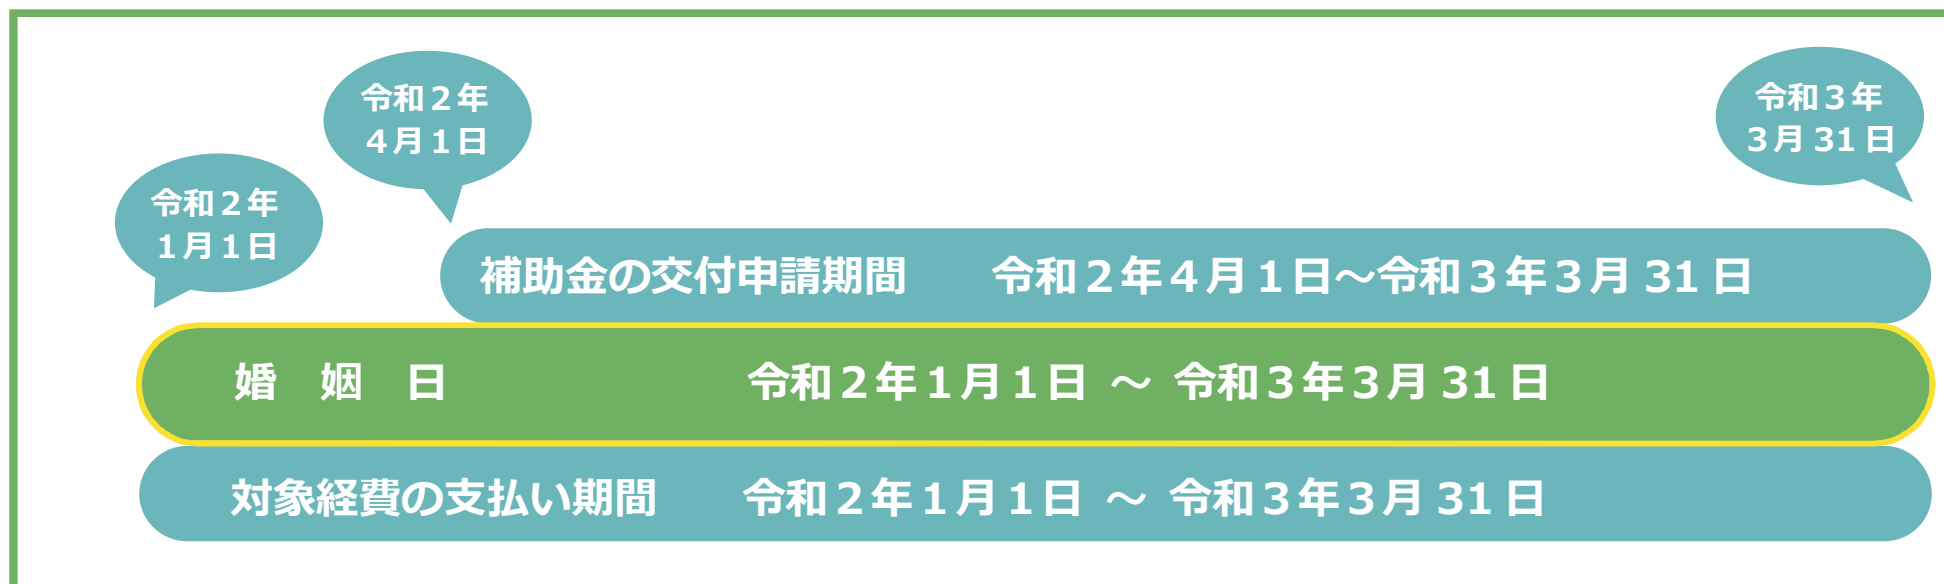 令和２年
４月１日
令和３年
３月 31 日
令和２年
１月１日
補助金の交付申請期間　　令和２年４月１日～令和３年３月 31 日
婚　姻　日　　　　　　　令和２年１月１日 ～ 令和３年３月 31 日
対象経費の支払い期間　　令和２年１月１日 ～ 令和３年３月 31 日